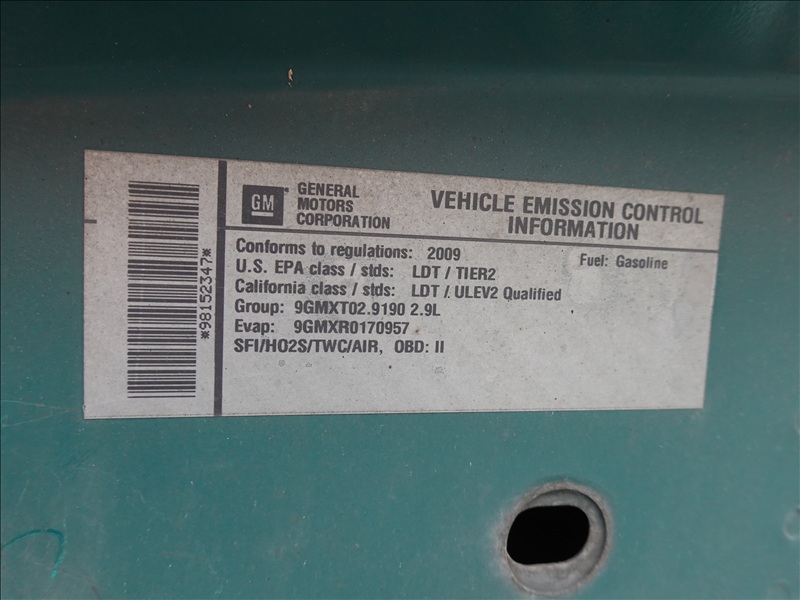 *98152347*
GM
GENERAL
MOTORS
CORPORATION
VEHICLE EMISSION CONTROL
INFORMATION
Conforms to regulations: 2009
Fuel: Gasoline
U.S. EPA class / stds: LDT / TIER2
California class / stds: LDT / ULEV2 Qualified
Group: 9GMXT02.9190 2.9L
Evap: 9GMXR0170957
SFI/HO2S/TWC/AIR, OBD: II